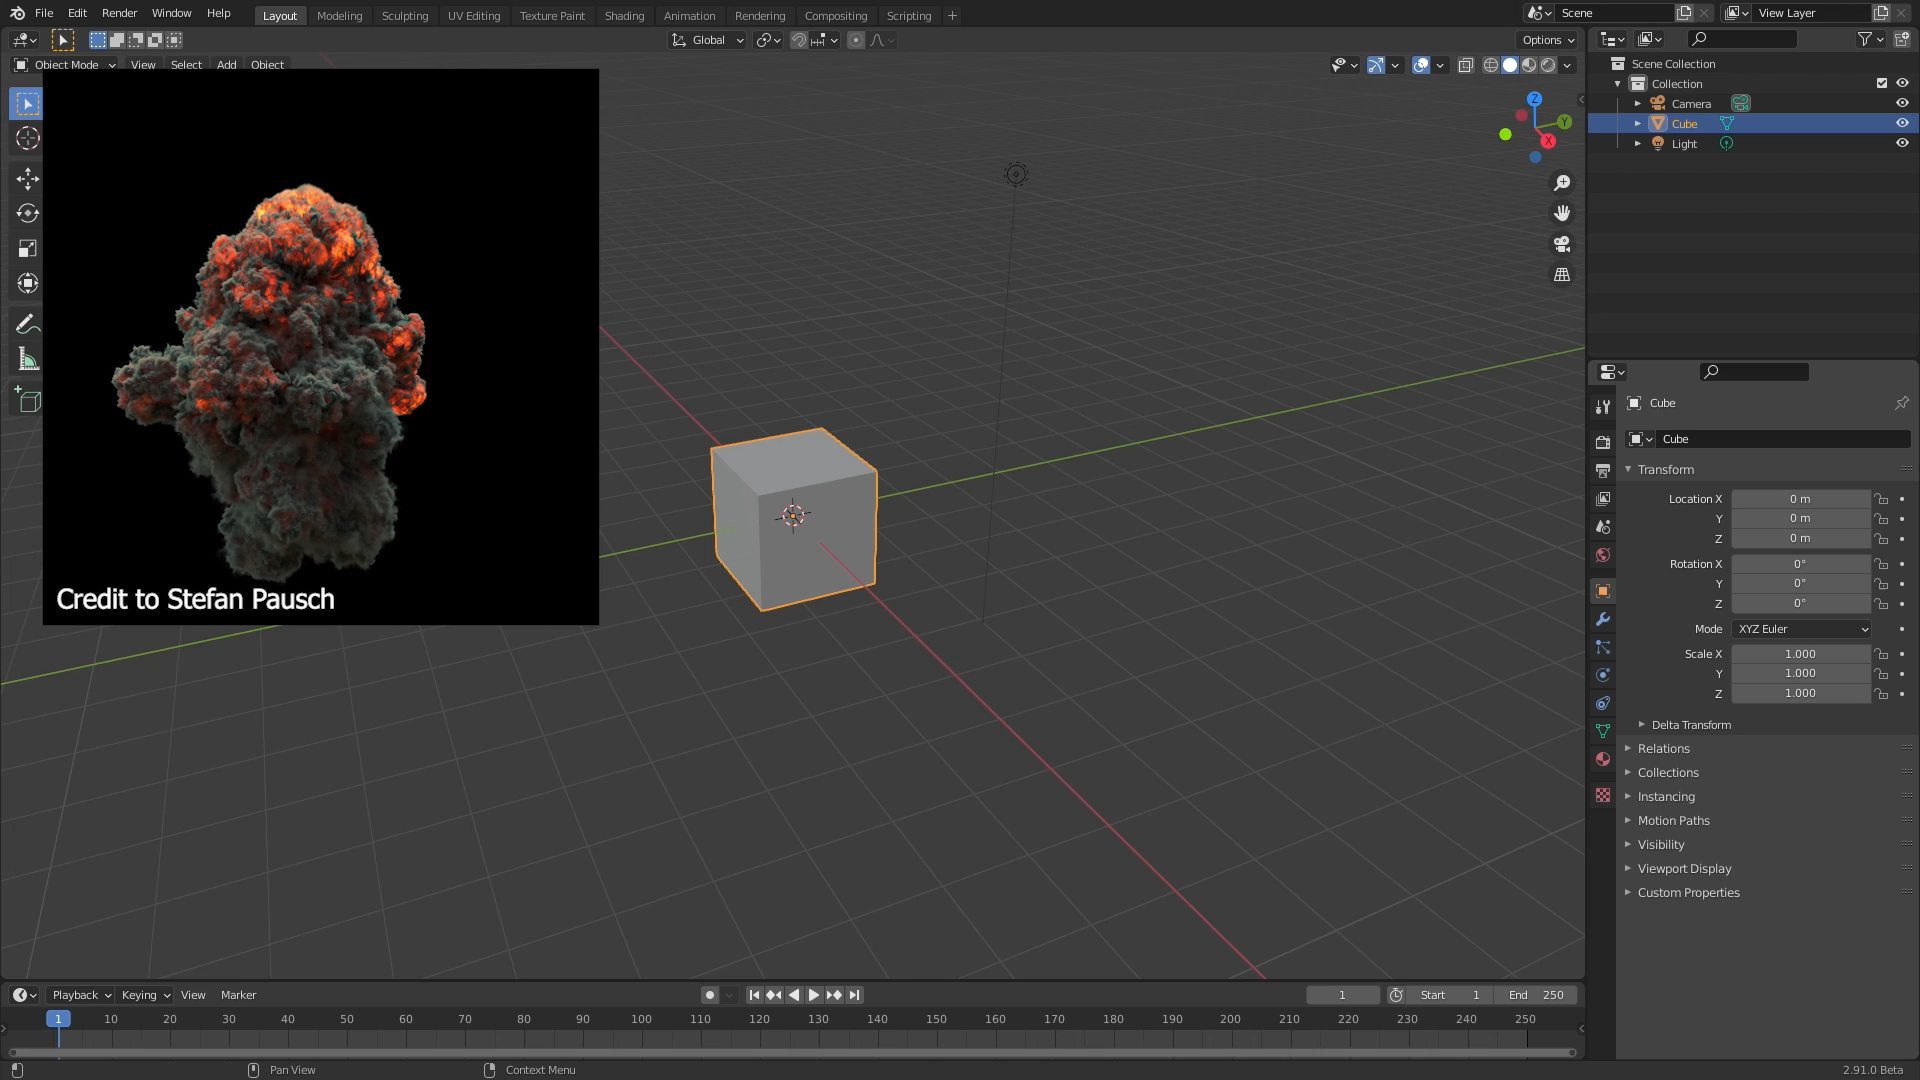 File Edit Render Window Help Layout Modeling Sculpting UV Editing Texture Paint Shading Animation Rendering Compositing Scripting + Scene View Layer
Global Options
Object Mode View Select Add Object
Z
Y
X
Scene Collection
Collection
Camera
Cube
Light
Credit to Stefan Pausch
Cube
Cube
Transform
Location X 0 m
Y 0 m
Z 0 m
Rotation X 0°
Y 0°
Z 0°
Mode XYZ Euler
Scale X 1.000
Y 1.000
Z 1.000
Delta Transform
Relations
Collections
Instancing
Motion Paths
Visibility
Viewport Display
Custom Properties
Playback Keying View Marker 1 Start 1 End 250
1 10 20 30 40 50 60 70 80 90 100 110 120 130 140 150 160 170 180 190 200 210 220 230 240 250
Pan View Context Menu 2.91.0 Beta